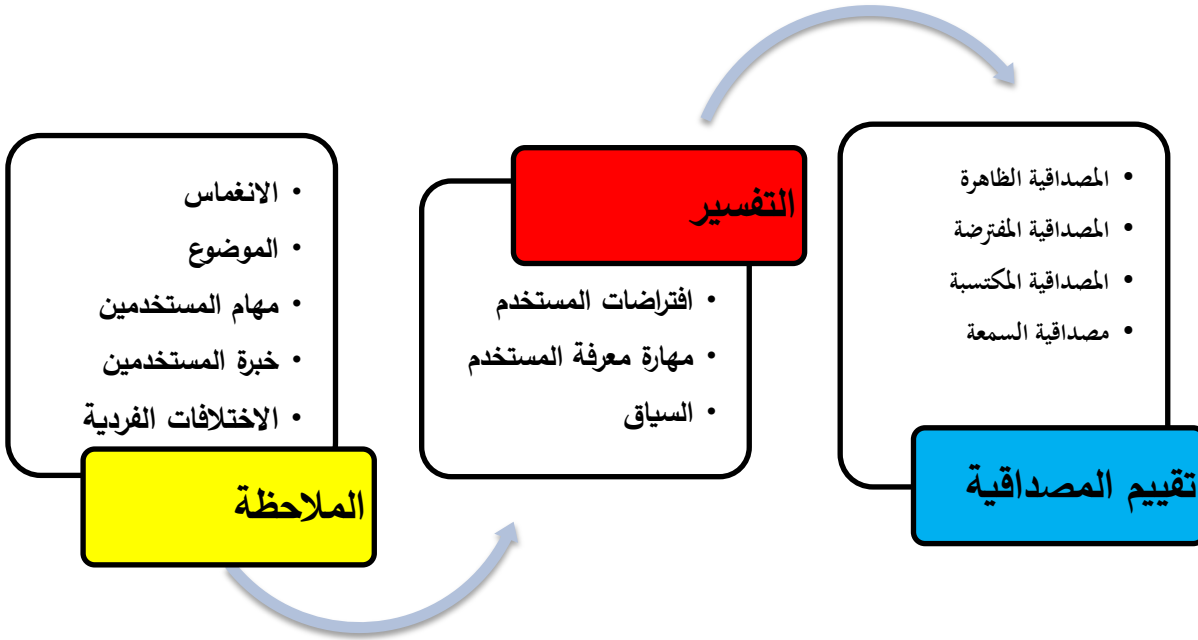 الانغماس
الموضوع
مهام المستخدمين
خبرة المستخدمين
الاختلافات الفردية
الملاحظة
التفسير
افتراضات المستخدم
مهارة معرفة المستخدم
السياق
المصداقية الظاهرة
المصداقية المفترضة
المصداقية المكتسبة
مصداقية السمعة
تقييم المصداقية